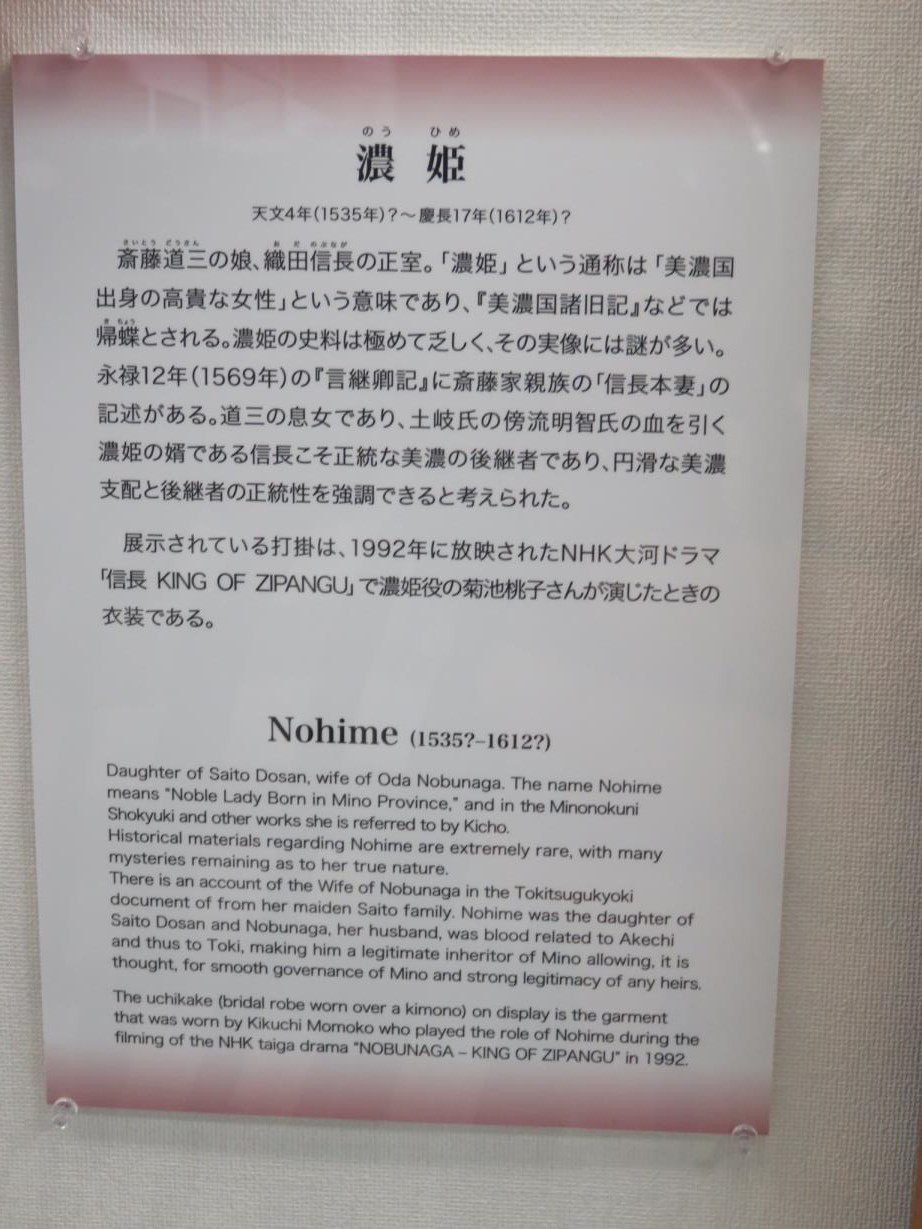 のう ひめ
濃 姫
天文4年(1535年)?～慶長17年(1612年)?
さいとう どうさん お だ のぶなが
斎藤道三の娘、織田信長の正室。「濃姫」という通称は「美濃国
出身の高貴な女性」という意味であり、『美濃国諸旧記』などでは
き ちょう
帰蝶とされる。濃姫の史料は極めて乏しく、その実像には謎が多い。
永禄12年(1569年)の『言継卿記』に斎藤家親族の「信長本妻」の
記述がある。道三の息女であり、土岐氏の傍流明智氏の血を引く
濃姫の婿である信長こそ正統な美濃の後継者であり、円滑な美濃
支配と後継者の正統性を強調できると考えられた。
展示されている打掛は、1992年に放映されたNHK大河ドラマ
「信長 KING OF ZIPANGU」で濃姫役の菊池桃子さんが演じたときの
衣装である。
Nohime (1535?–1612?)
Daughter of Saito Dosan, wife of Oda Nobunaga. The name Nohime
means “Noble Lady Born in Mino Province,” and in the Minonokuni
Shokyuki and other works she is referred to by Kicho.
Historical materials regarding Nohime are extremely rare, with many
mysteries remaining as to her true nature.
There is an account of the Wife of Nobunaga in the Tokitsugukyoki
document of from her maiden Saito family. Nohime was the daughter of
Saito Dosan and Nobunaga, her husband, was blood related to Akechi
and thus to Toki, making him a legitimate inheritor of Mino allowing, it is
thought, for smooth governance of Mino and strong legitimacy of any heirs.
The uchikake (bridal robe worn over a kimono) on display is the garment
that was worn by Kikuchi Momoko who played the role of Nohime during the
filming of the NHK taiga drama “NOBUNAGA – KING OF ZIPANGU” in 1992.